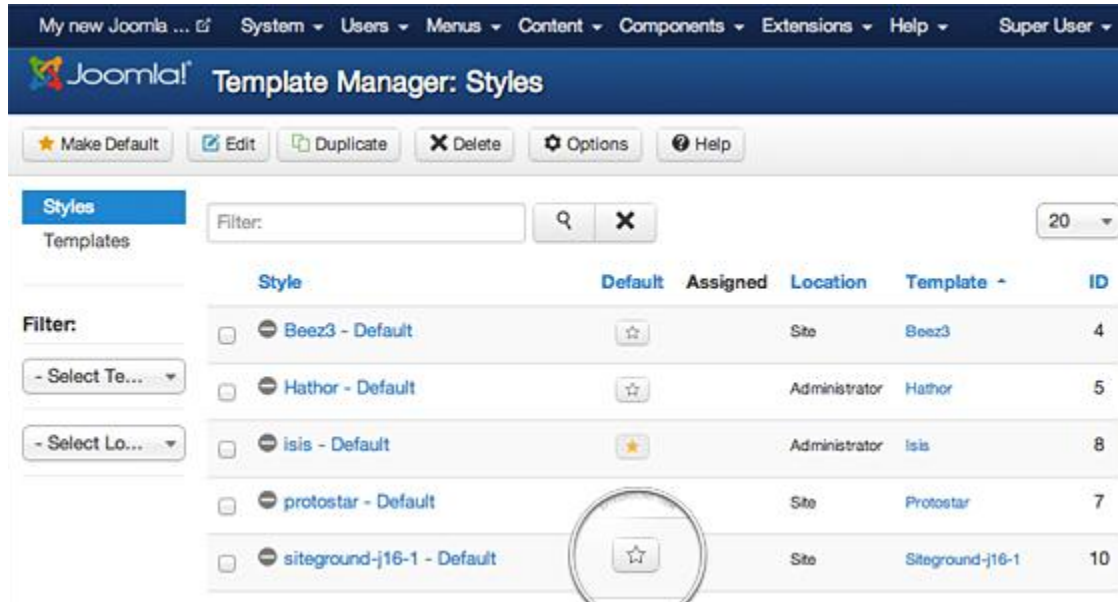 My new Joomla ... System Users Menus Content Components Extensions Help Super User
Joomla!® Template Manager: Styles
Make Default Edit Duplicate Delete Options Help
Styles
Templates
Filter:
20
Style Default Assigned Location Template ID
Filter:
Beez3 - Default Site Beez3 4
- Select Te...
Hathor - Default Administrator Hathor 5
- Select Lo...
isis - Default Administrator Isis 8
protostar - Default Site Protostar 7
siteground-j16-1 - Default Site Siteground-j16-1 10